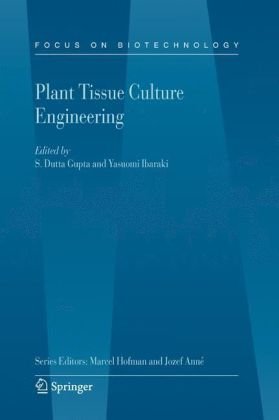 FOCUS ON BIOTECHNOLOGY
Plant Tissue Culture
Engineering
Edited by
S. Dutta Gupta and Yasuomi Ibaraki
Series Editors: Marcel Hofman and Jozef Anné
Springer